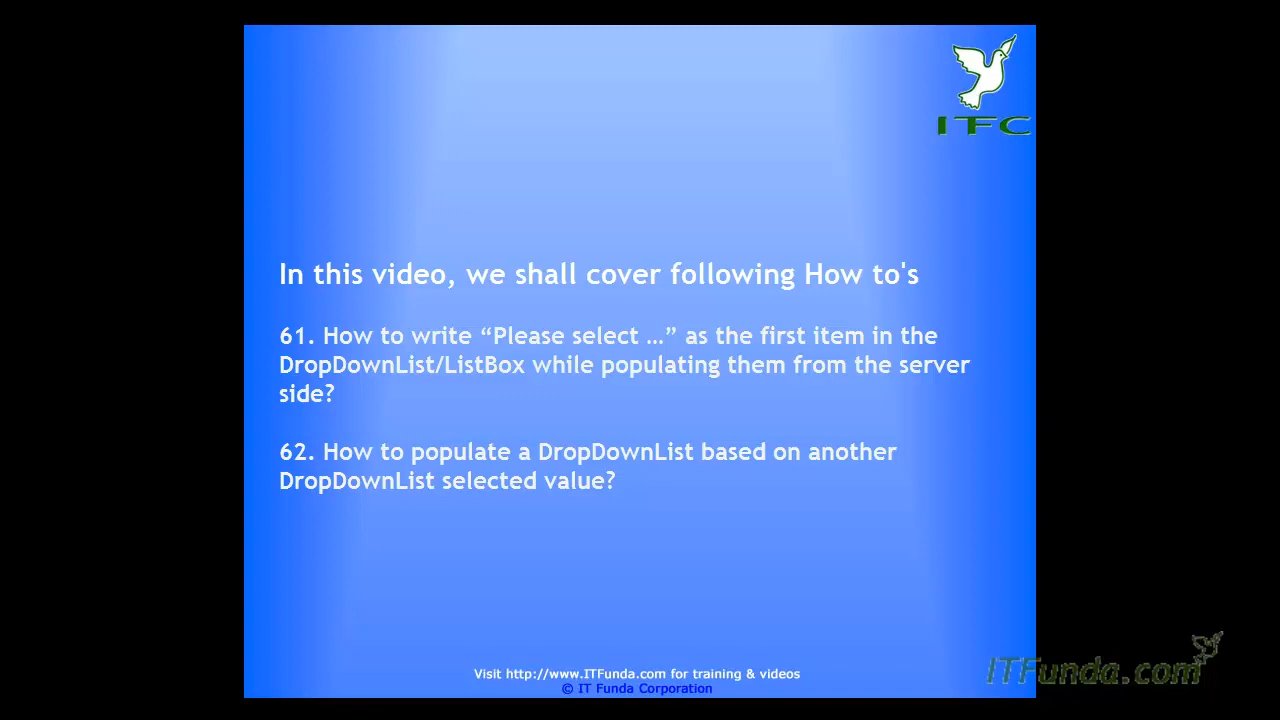 ITC
In this video, we shall cover following How to's
61. How to write “Please select …” as the first item in the
DropDownList/ListBox while populating them from the server
side?
62. How to populate a DropDownList based on another
DropDownList selected value?
Visit http://www.ITFunda.com for training & videos
© IT Funda Corporation
ITFunda.com